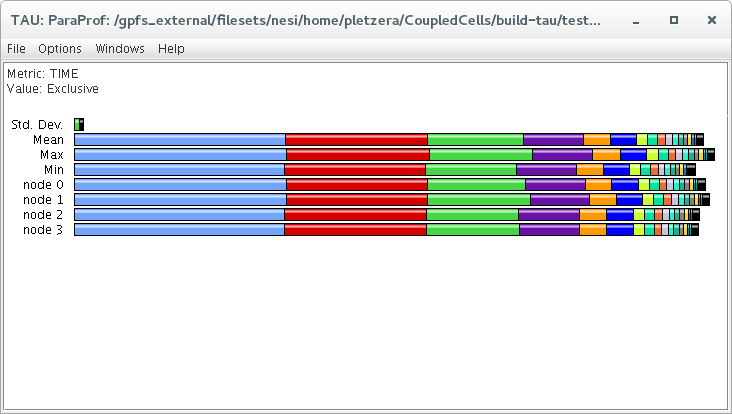 TAU: ParaProf: /gpfs_external/filesets/nesi/home/pletzera/CoupledCells/build-tau/test...
File Options Windows Help
Metric: TIME
Value: Exclusive
Std. Dev.
Mean
Max
Min
node 0
node 1
node 2
node 3